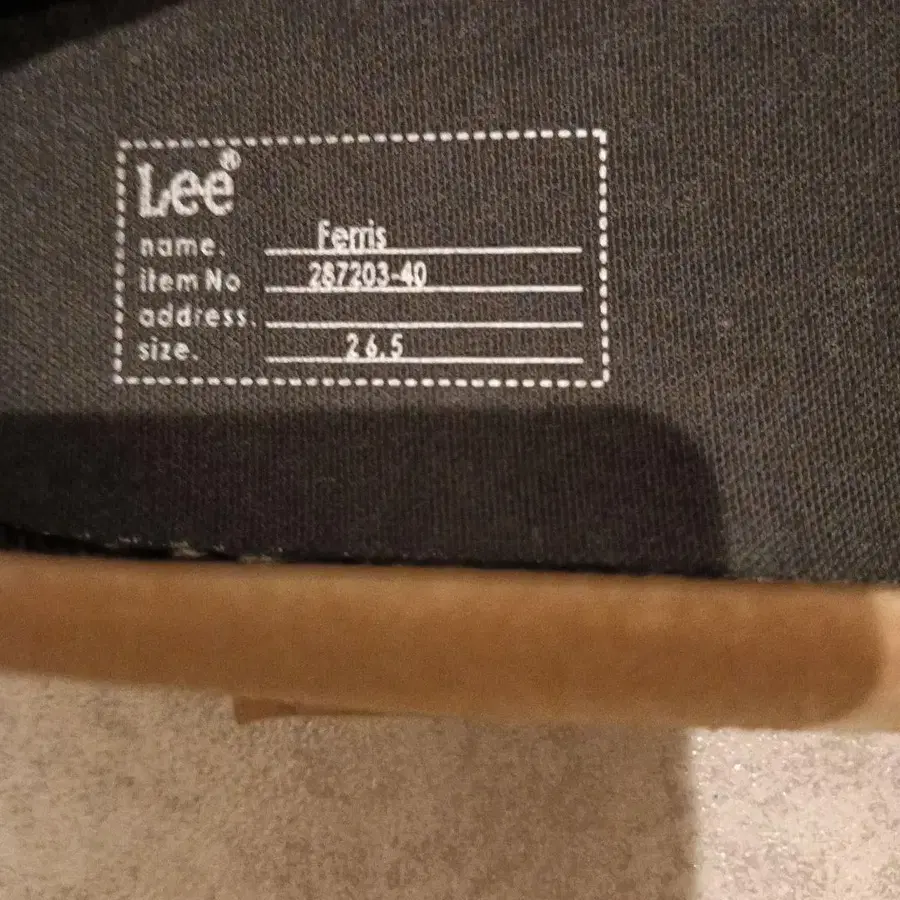 Lee®
name. Ferris
item No 287203-40
address.
size. 26.5